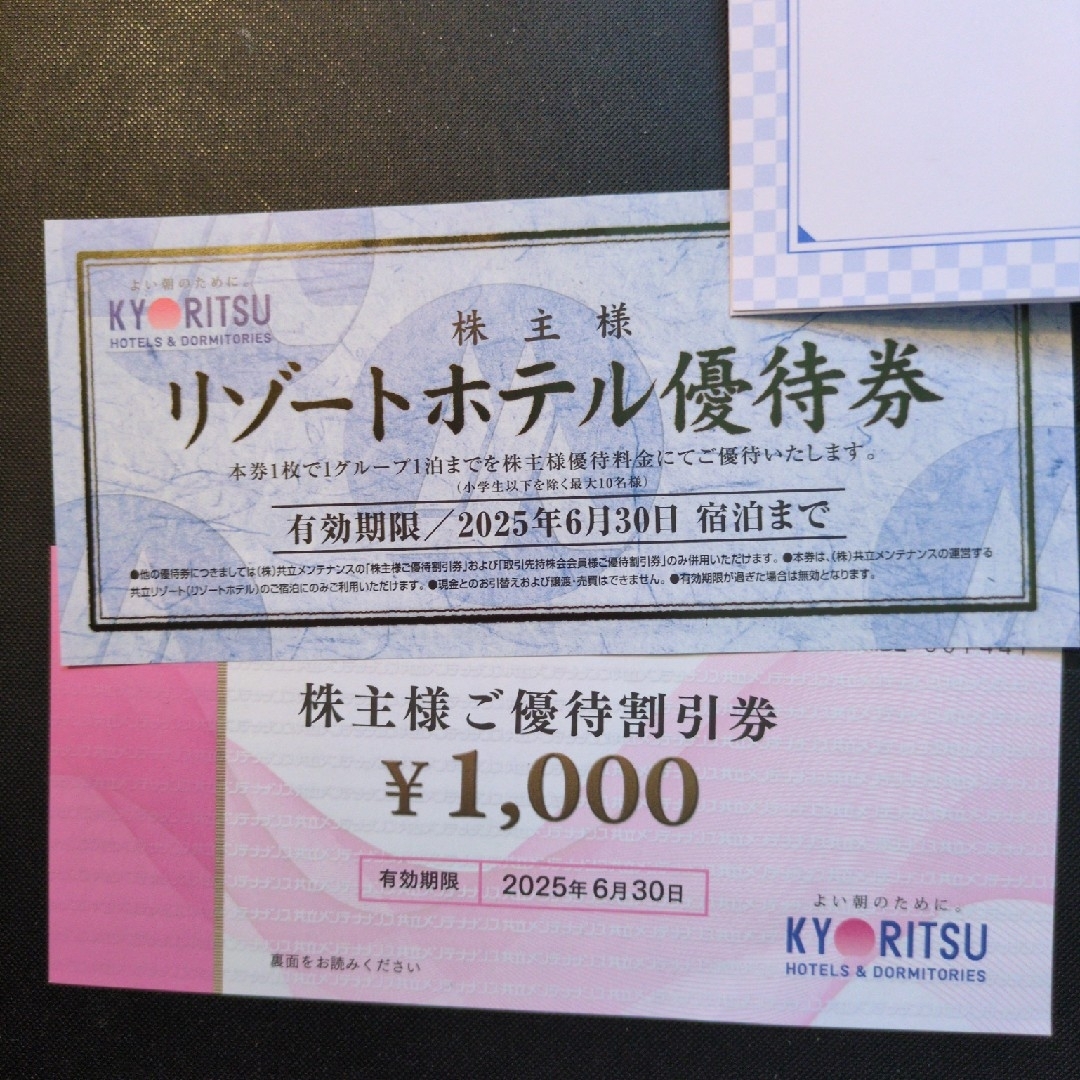 よい朝のために。
KYORITSU
HOTELS & DORMITORIES
株主様
リゾートホテル優待券
本券1枚で1グループ1泊までを株主様優待料金にてご優待いたします。
(小学生以下を除く最大10名様)
有効期限/2025年6月30日 宿泊まで
●他の優待券につきましては(株)共立メンテナンスの「株主様ご優待割引券」および「取引先持株会会員様ご優待割引券」のみ併用いただけます。●本券は、(株)共立メンテナンスの運営する
共立リゾート(リゾートホテル)のご宿泊にのみご利用いただけます。●現金とのお引替えおよび譲渡・売買はできません。●有効期限が過ぎた場合は無効となります。
株主様ご優待割引券
¥1,000
有効期限 2025年6月30日
裏面をお読みください
よい朝のために。
KYORITSU
HOTELS & DORMITORIES